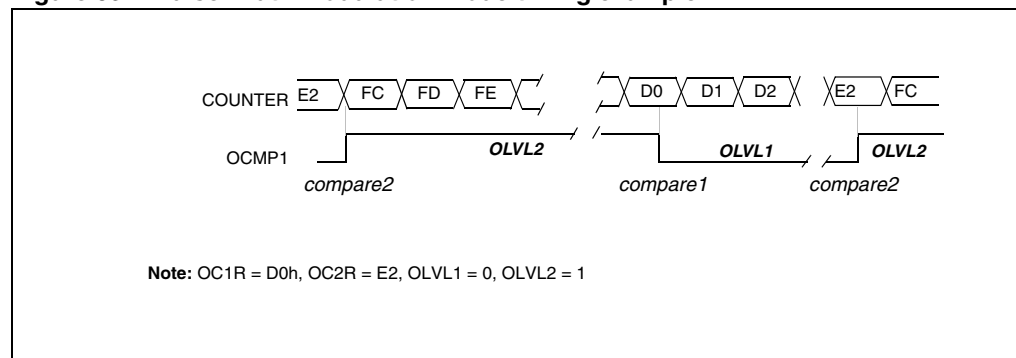 COUNTER E2 FC FD FE D0 D1 D2 E2 FC
OCMP1 OLVL2 OLVL1 OLVL2
compare2 compare1 compare2
Note: OC1R = D0h, OC2R = E2, OLVL1 = 0, OLVL2 = 1